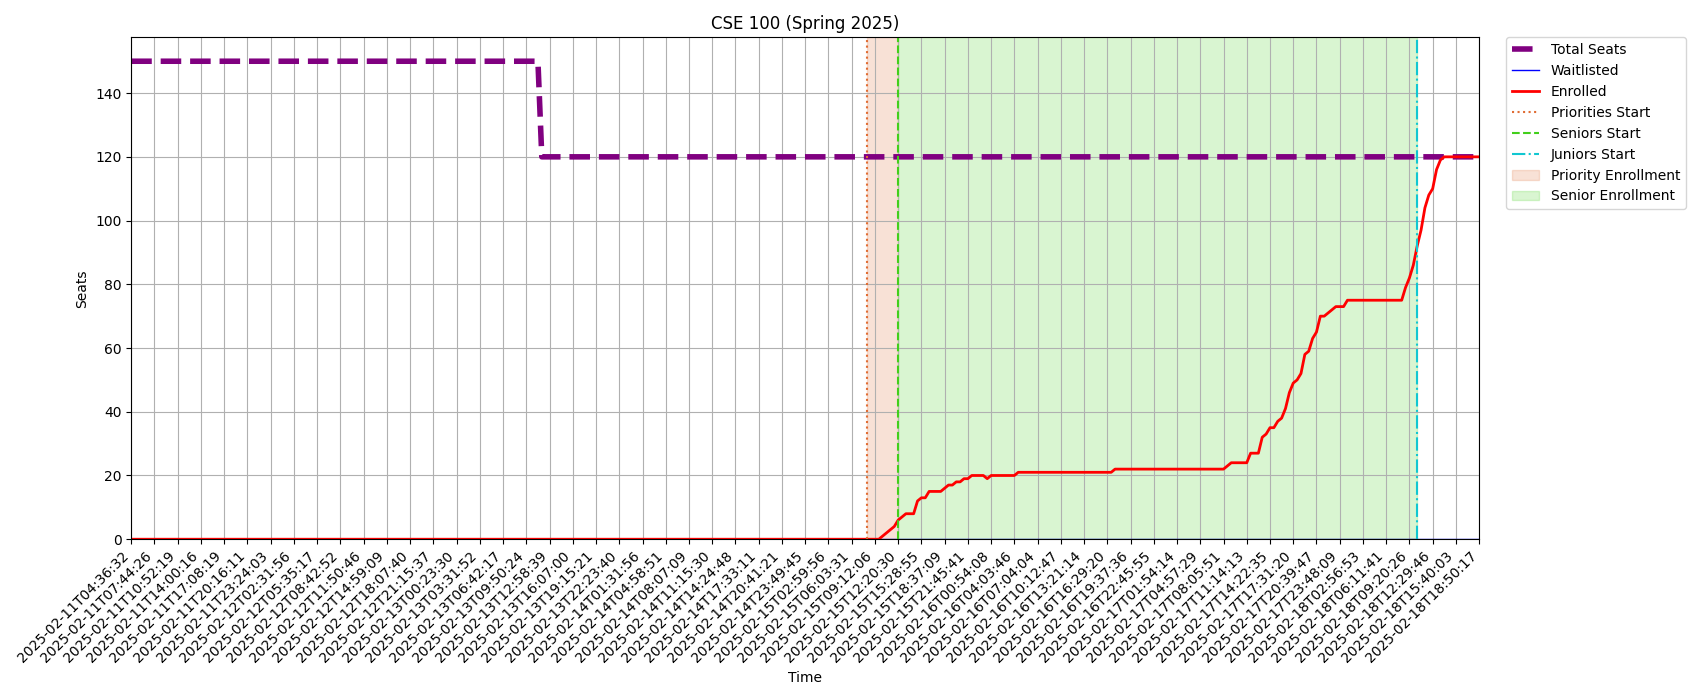 CSE 100 (Spring 2025)
Total Seats
Waitlisted
Enrolled
Priorities Start
Seniors Start
Juniors Start
Priority Enrollment
Senior Enrollment
Seats
140
120
100
80
60
40
20
0
2025-02-11T04:36:32
2025-02-11T07:44:26
2025-02-11T10:52:19
2025-02-11T14:00:16
2025-02-11T17:08:19
2025-02-11T20:16:11
2025-02-11T23:24:03
2025-02-12T02:31:56
2025-02-12T05:35:17
2025-02-12T08:42:52
2025-02-12T11:50:46
2025-02-12T14:59:09
2025-02-12T18:07:40
2025-02-12T21:15:37
2025-02-13T00:23:30
2025-02-13T03:31:52
2025-02-13T06:42:17
2025-02-13T09:50:24
2025-02-13T12:58:39
2025-02-13T16:07:00
2025-02-13T19:15:21
2025-02-13T22:23:40
2025-02-14T01:31:56
2025-02-14T04:58:51
2025-02-14T08:07:09
2025-02-14T11:15:30
2025-02-14T14:24:48
2025-02-14T17:33:11
2025-02-14T20:41:21
2025-02-14T23:49:45
2025-02-15T02:59:56
2025-02-15T06:03:31
2025-02-15T09:12:06
2025-02-15T12:20:30
2025-02-15T15:28:55
2025-02-15T18:37:09
2025-02-15T21:45:41
2025-02-16T00:54:08
2025-02-16T04:03:46
2025-02-16T07:04:04
2025-02-16T10:12:47
2025-02-16T13:21:14
2025-02-16T16:29:20
2025-02-16T19:37:36
2025-02-16T22:45:55
2025-02-17T01:54:14
2025-02-17T04:57:29
2025-02-17T08:05:51
2025-02-17T11:14:13
2025-02-17T14:22:35
2025-02-17T17:31:20
2025-02-17T20:39:47
2025-02-17T23:48:09
2025-02-18T02:56:53
2025-02-18T06:11:41
2025-02-18T09:20:26
2025-02-18T12:29:46
2025-02-18T15:40:03
2025-02-18T18:50:17
Time